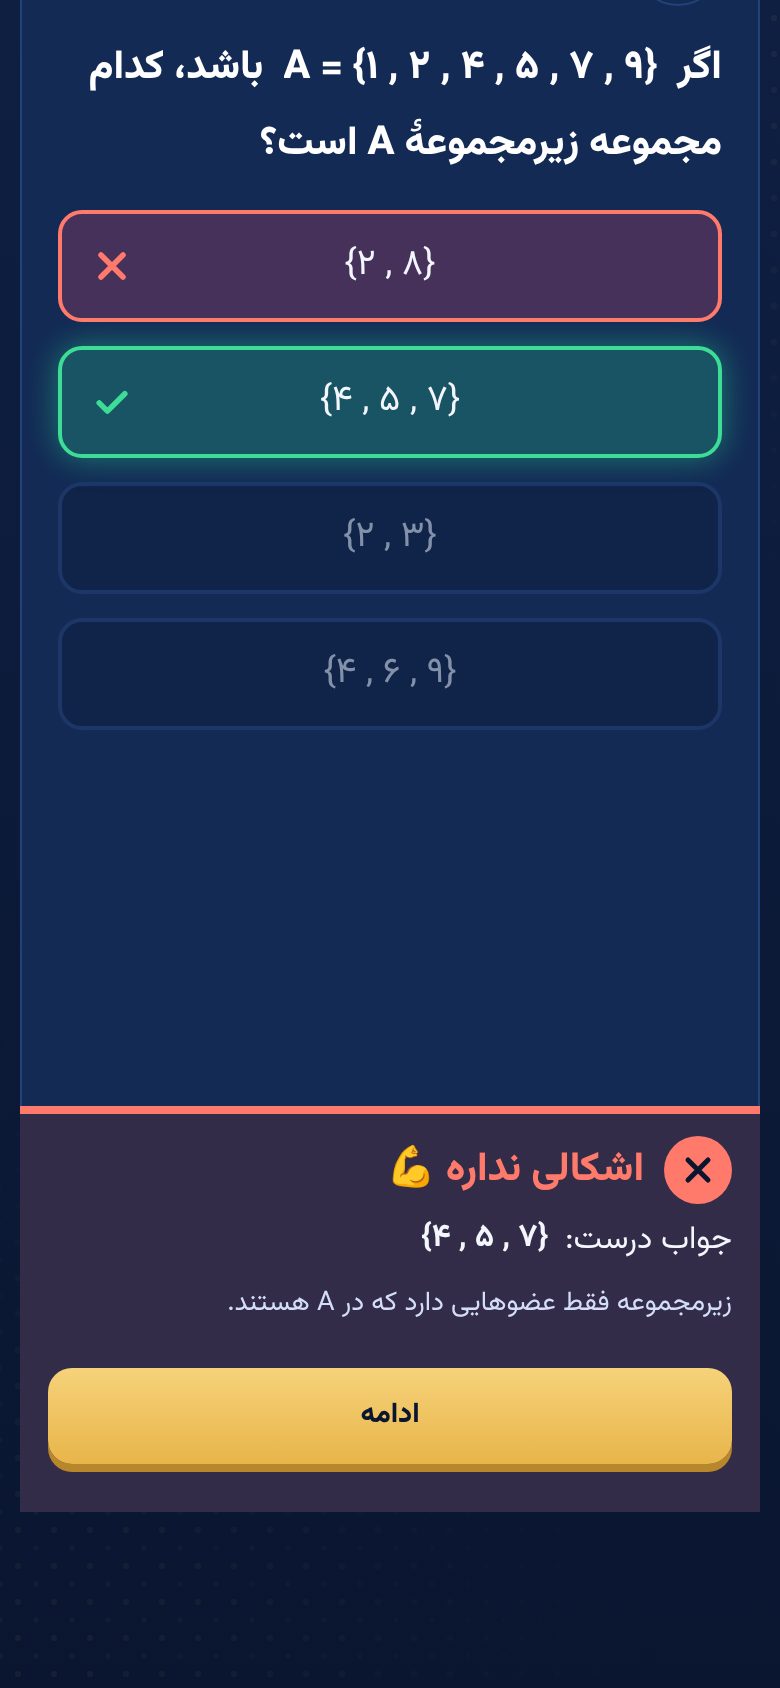 اگر A = {۱ , ۲ , ۴ , ۵ , ۷ , ۹} باشد، کدام
مجموعه زیرمجموعهٔ A است؟
{۲ , ۸}
{۴ , ۵ , ۷}
{۲ , ۳}
{۴ , ۶ , ۹}
اشکالی نداره 💪
جواب درست: {۴ , ۵ , ۷}
زیرمجموعه فقط عضوهایی دارد که در A هستند.
ادامه